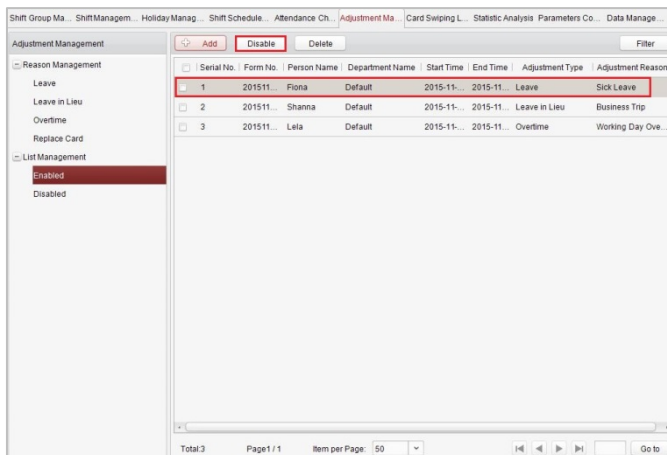 Shift Group Ma... ShiftManagem... Holiday Manag... Shift Schedule... Attendance Ch... Adjustment Ma... Card Swiping L... Statistic Analysis Parameters Co... Data Manage...
Adjustment Management
Add Disable Delete Filter
Reason Management
Leave
Leave in Lieu
Overtime
Replace Card
List Management
Enabled
Disabled
Serial No. Form No. Person Name Department Name Start Time End Time Adjustment Type Adjustment Reason
1 201511... Fiona Default 2015-11-... 2015-11... Leave Sick Leave
2 201511... Shanna Default 2015-11-... 2015-11... Leave in Lieu Business Trip
3 201511... Lela Default 2015-11-... 2015-11... Overtime Working Day Ove...
Total:3 Page1 / 1 Item per Page: 50 Go to